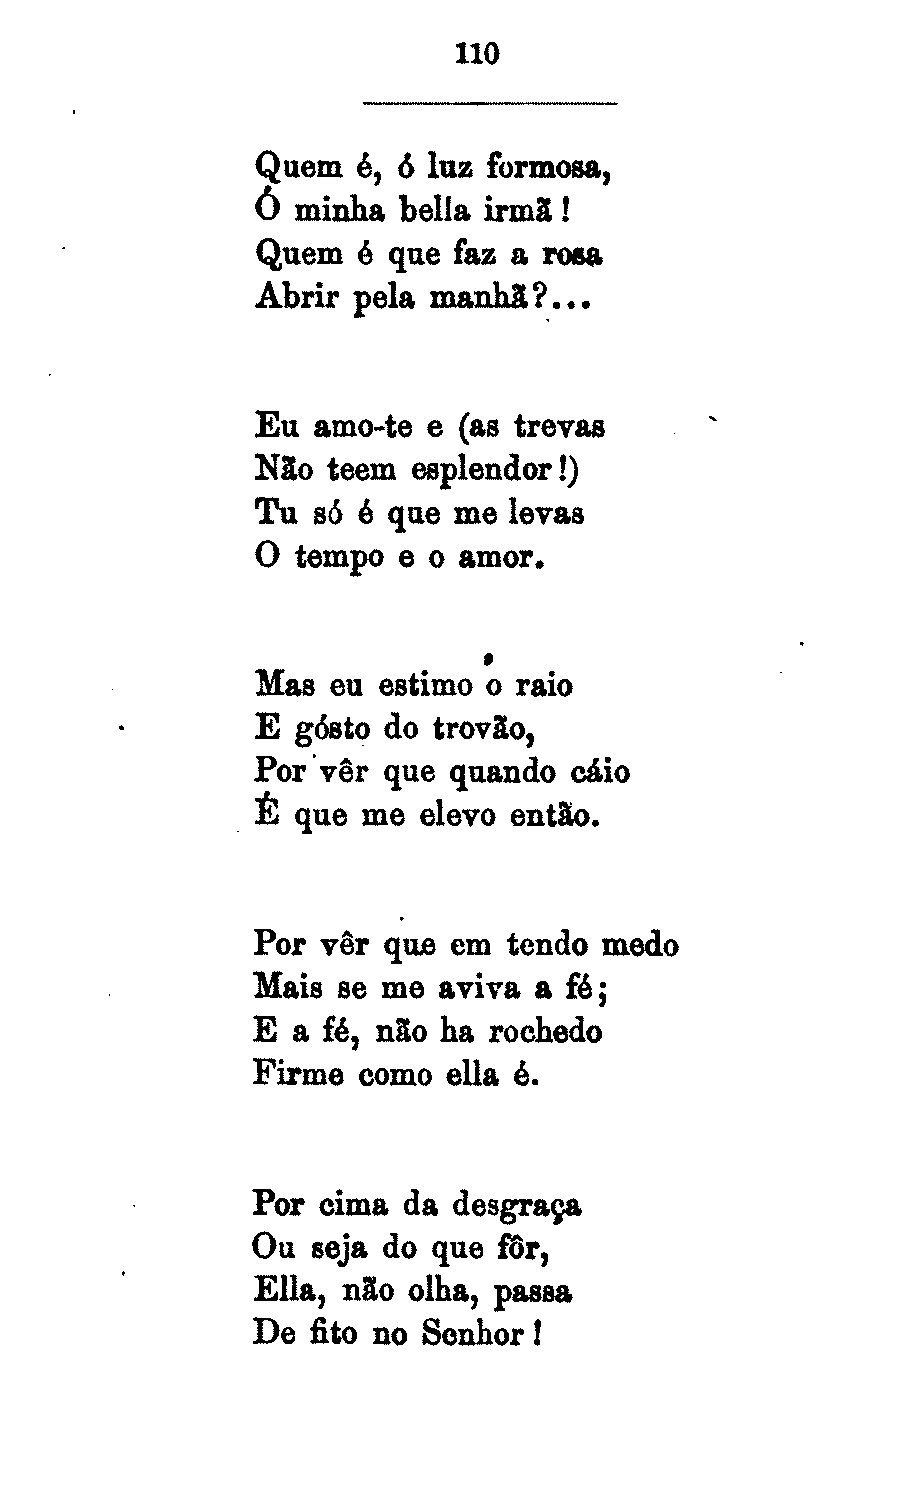 110
Quem é, ó luz formosa,
Ó minha bella irmã!
Quem é que faz a rosa
Abrir pela manhã?...
Eu amo-te e (as trevas
Não teem esplendor!)
Tu só é que me levas
O tempo e o amor.
Mas eu estimo o raio
E gósto do trovão,
Por vêr que quando cáio
É que me elevo então.
Por vêr que em tendo medo
Mais se me aviva a fé;
E a fé, não ha rochedo
Firme como ella é.
Por cima da desgraça
Ou seja do que fôr,
Ella, não olha, passa
De fito no Senhor!